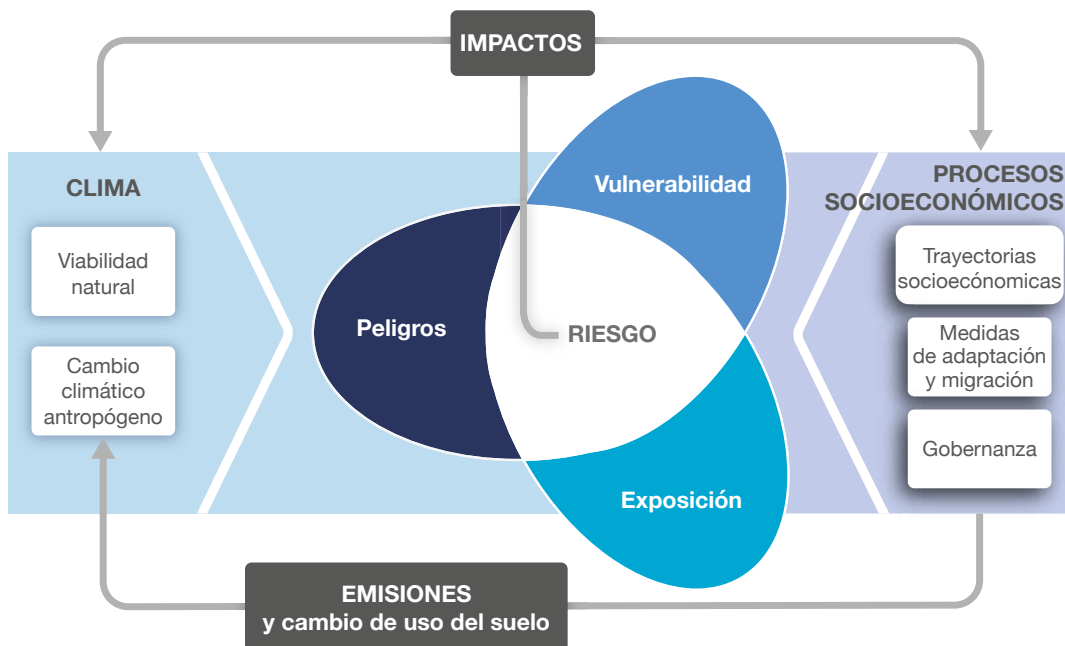 IMPACTOS
CLIMA
Viabilidad
natural
Cambio
climático
antropógeno
Vulnerabilidad
Peligros
RIESGO
Exposición
PROCESOS
SOCIOECONÓMICOS
Trayectorias
socioecónomicas
Medidas
de adaptación
y migración
Gobernanza
EMISIONES
y cambio de uso del suelo